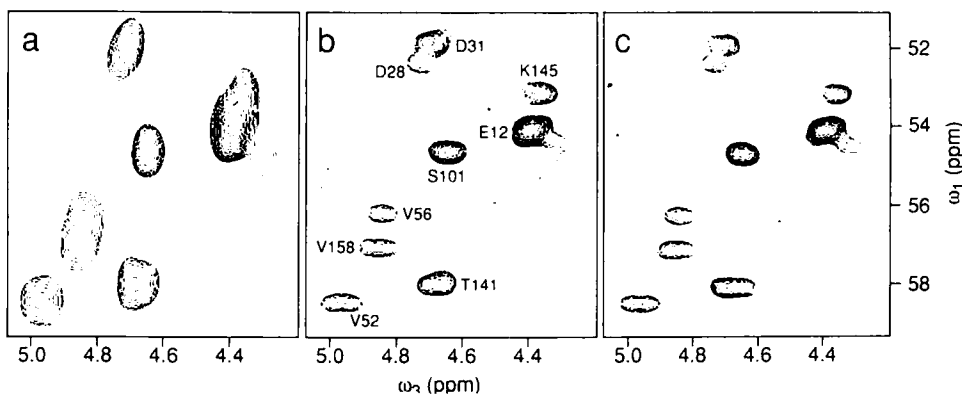 a
b
c
D31
D28
K145
E12
S101
V56
V158
T141
V52
52
54
56
58
ω1 (ppm)
5.0 4.8 4.6 4.4
5.0 4.8 4.6 4.4
5.0 4.8 4.6 4.4
ω3 (ppm)